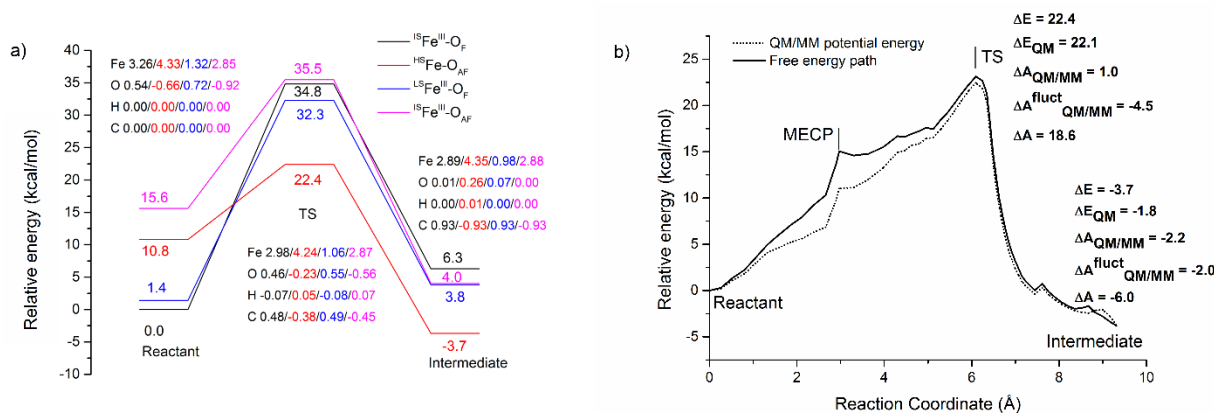 a)
Relative energy (kcal/mol)
40
35
30
25
20
15
10
5
0
-5
-10
Fe 3.26/4.33/1.32/2.85
O 0.54/-0.66/0.72/-0.92
H 0.00/0.00/0.00/0.00
C 0.00/0.00/0.00/0.00
ISFeIII-OF
HSFe-OAF
LSFeIII-OF
ISFeIII-OAF
35.5
34.8
32.3
22.4
TS
15.6
10.8
1.4
0.0
Reactant
Fe 2.98/4.24/1.06/2.87
O 0.46/-0.23/0.55/-0.56
H -0.07/0.05/-0.08/0.07
C 0.48/-0.38/0.49/-0.45
Fe 2.89/4.35/0.98/2.88
O 0.01/0.26/0.07/0.00
H 0.00/0.01/0.00/0.00
C 0.93/-0.93/0.93/-0.93
6.3
4.0
3.8
-3.7
Intermediate
b)
Relative energy (kcal/mol)
25
20
15
10
5
0
-5
QM/MM potential energy
Free energy path
MECP
TS
Reactant
Intermediate
ΔE = 22.4
ΔEQM = 22.1
ΔAQM/MM = 1.0
ΔAfluctQM/MM = -4.5
ΔA = 18.6
ΔE = -3.7
ΔEQM = -1.8
ΔAQM/MM = -2.2
ΔAfluctQM/MM = -2.0
ΔA = -6.0
0 2 4 6 8 10
Reaction Coordinate (Å)